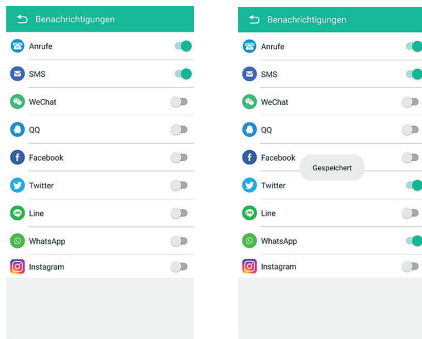 Benachrichtigungen
Anrufe
SMS
WeChat
QQ
Facebook
Twitter
Line
WhatsApp
Instagram
Benachrichtigungen
Anrufe
SMS
WeChat
QQ
Facebook
Gespeichert
Twitter
Line
WhatsApp
Instagram